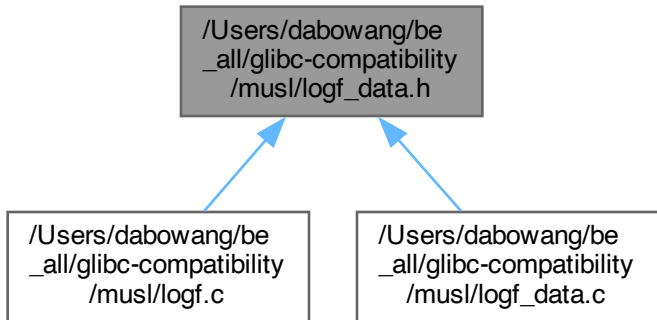 /Users/dabowang/be
_all/glibc-compatibility
/musl/logf_data.h
/Users/dabowang/be
_all/glibc-compatibility
/musl/logf.c
/Users/dabowang/be
_all/glibc-compatibility
/musl/logf_data.c